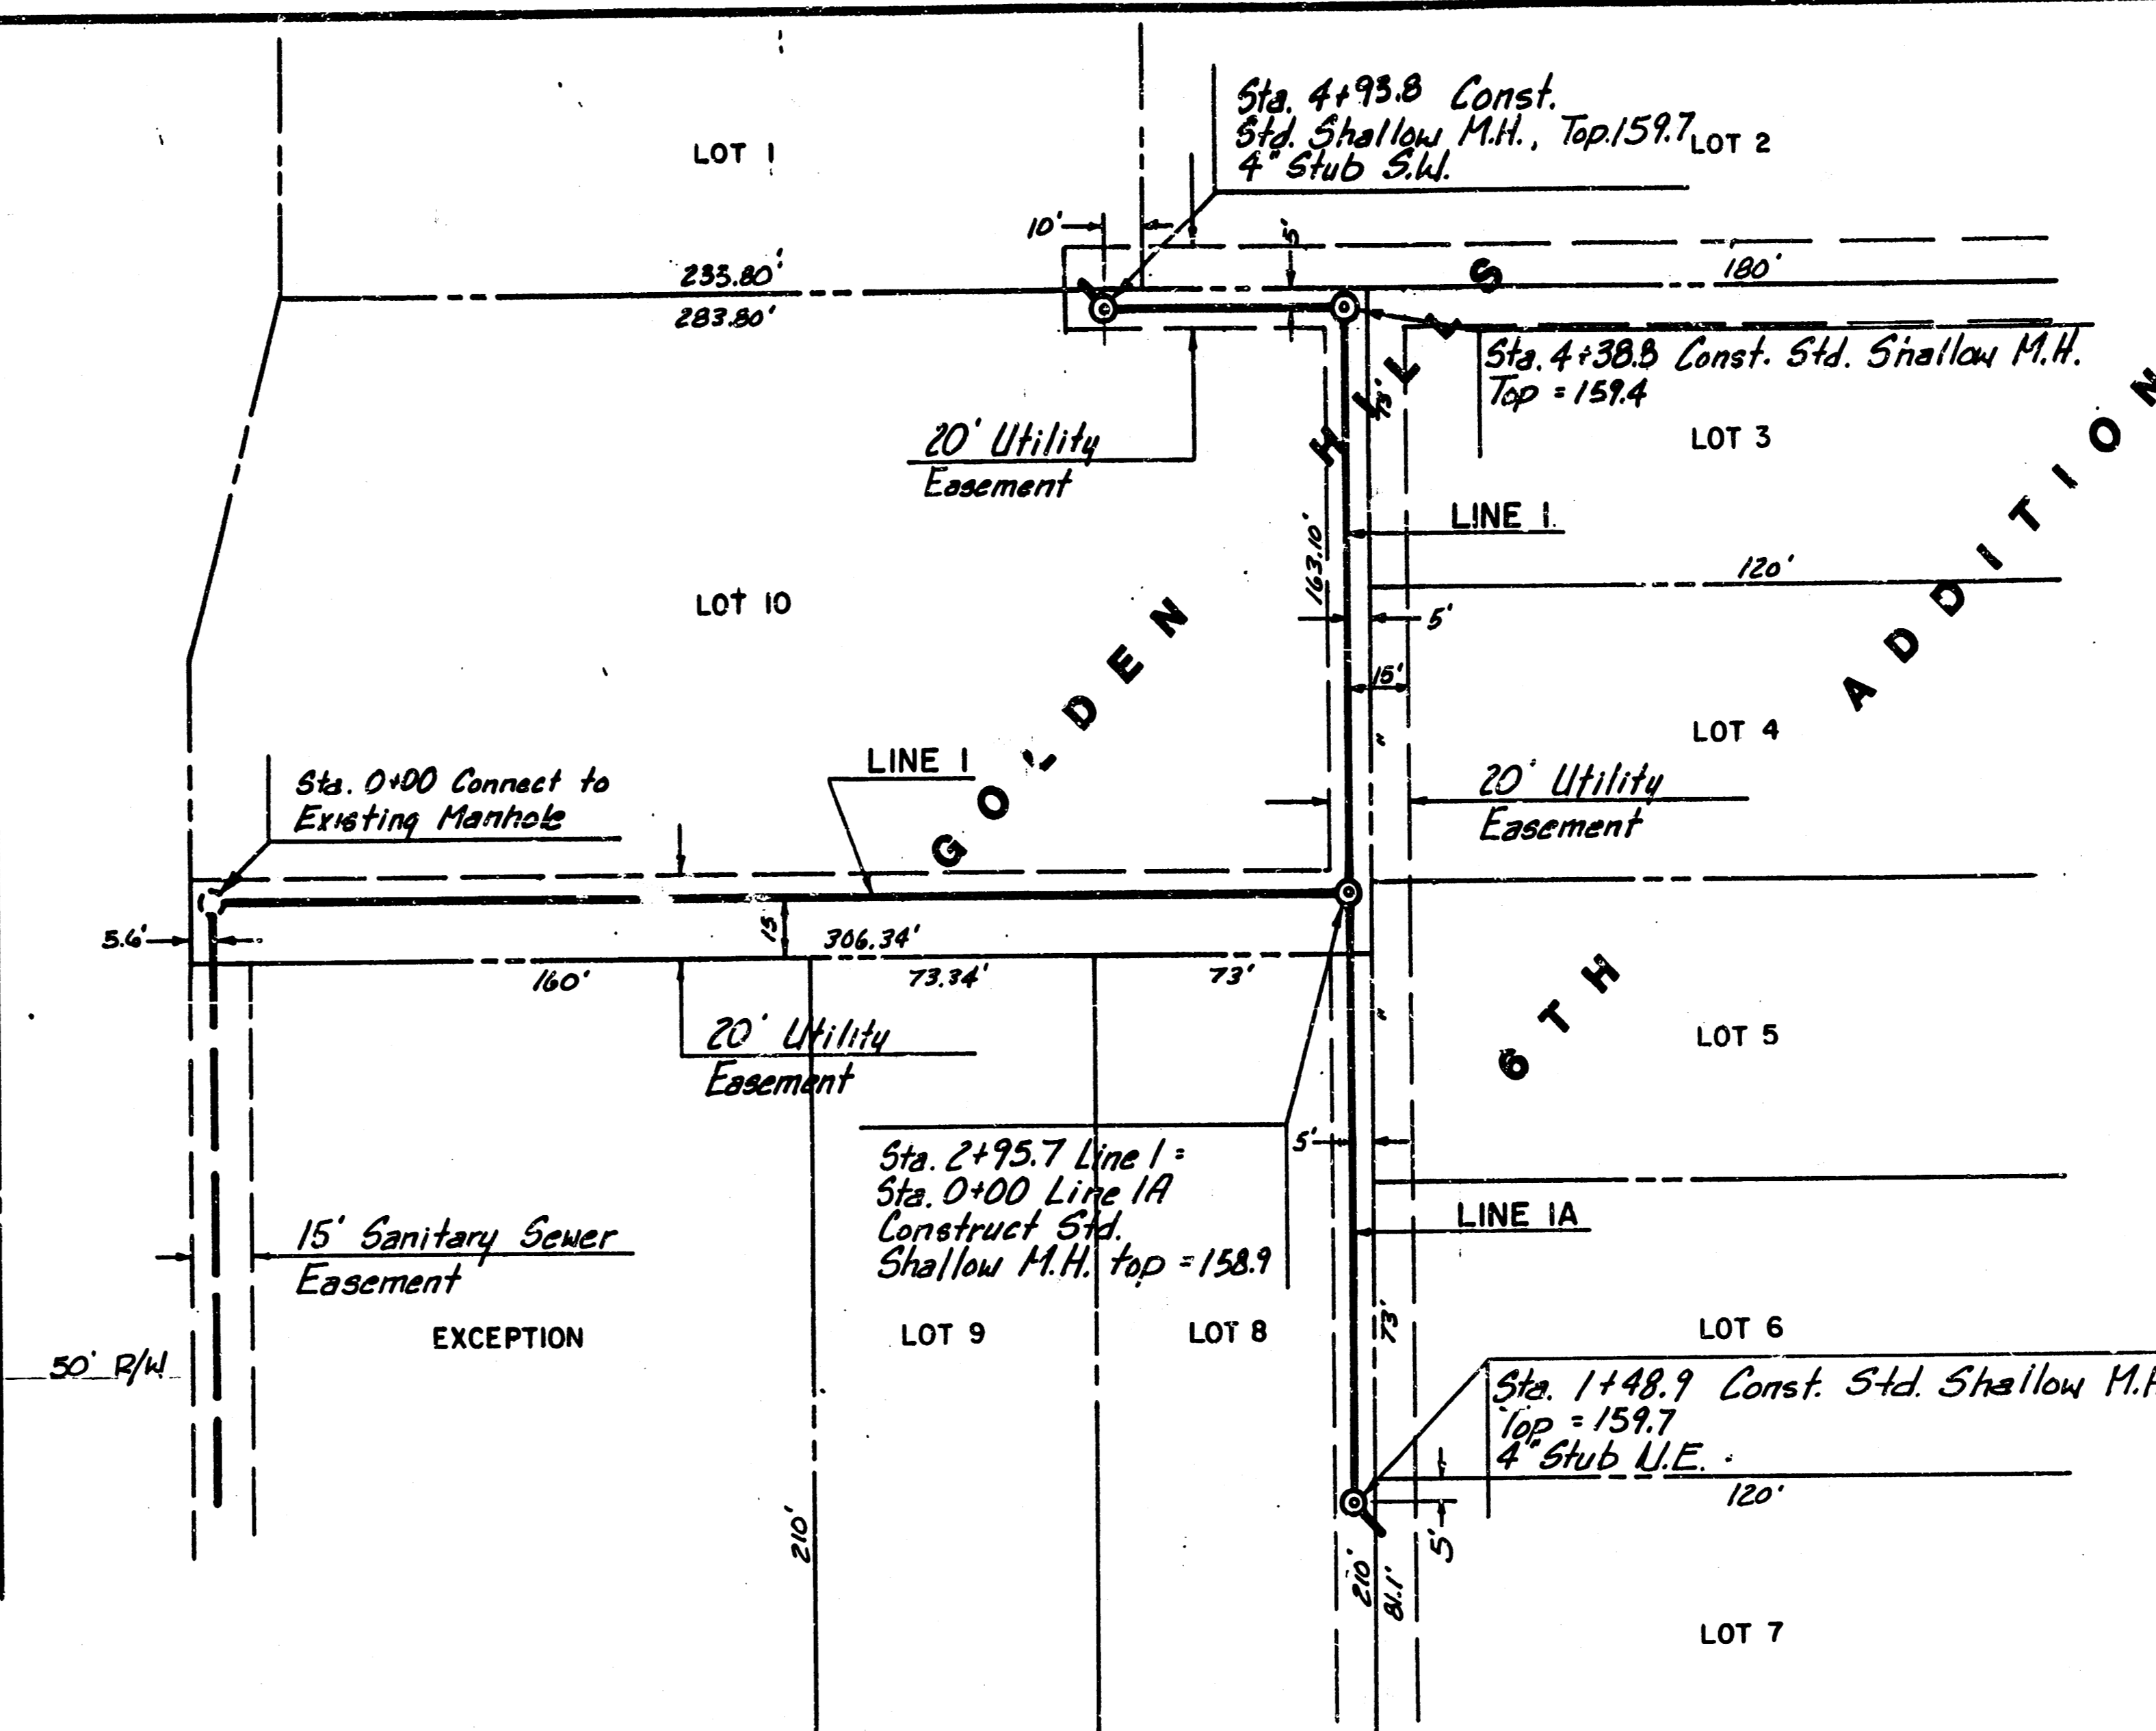 LOT 1
Sta. 4+93.8 Const.
Std. Shallow M.H., Top.159.7
4" Stub S.W.
LOT 2
10'
5'
233.80'
283.80'
180'
Sta. 4+38.8 Const. Std. Shallow M.H.
Top = 159.4
73'
LOT 3
20' Utility
Easement
LINE 1
163.10'
120'
5'
LOT 10
15'
LOT 4
GOLDEN
HILLS
6TH
ADDITION
LINE 1
Sta. 0+00 Connect to
Existing Manhole
20' Utility
Easement
"
5.6'
15
306.34'
160'
73.34'
73'
"
LOT 5
20' Utility
Easement
Sta. 2+95.7 Line 1 =
Sta. 0+00 Line 1A
Construct Std.
Shallow M.H. top = 158.9
5'
LINE 1A
15' Sanitary Sewer
Easement
EXCEPTION
LOT 9
LOT 8
73'
LOT 6
50' R/W
Sta. 1+48.9 Const. Std. Shallow M.H
Top = 159.7
4" Stub N.E.
120'
210'
210'
81.1'
5'
LOT 7